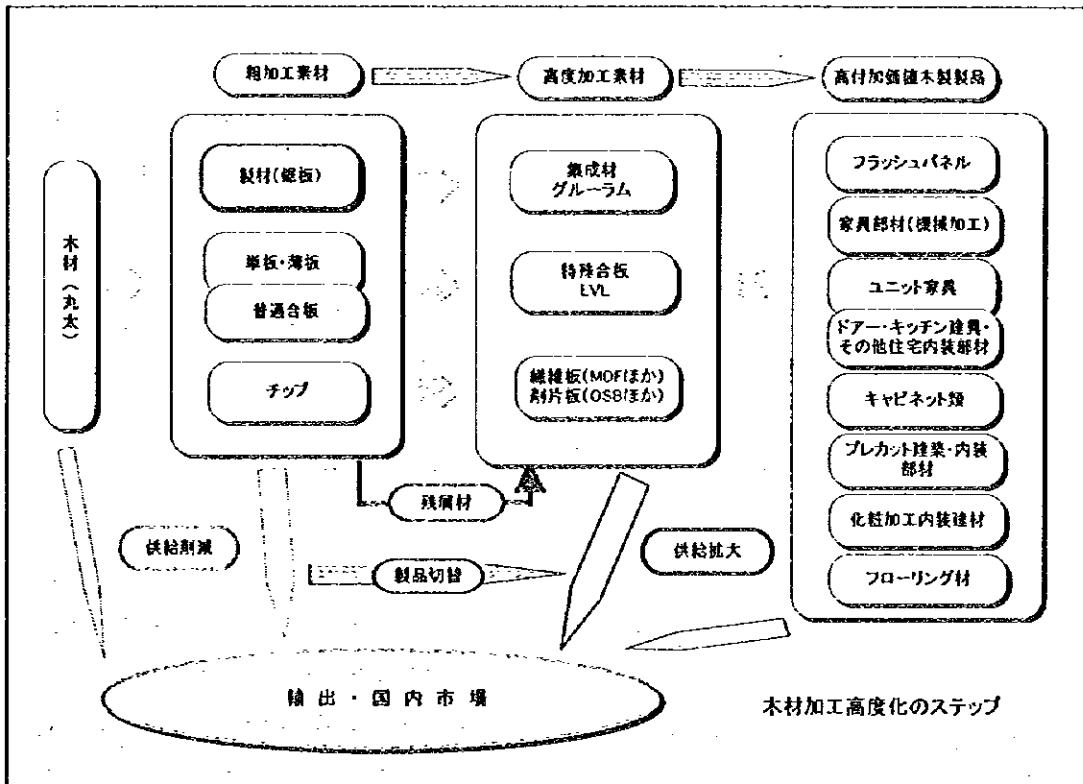 粗加工素材
高度加工素材
高付加価値木製製品
木材(丸太)
製材(鋸板)
単板・薄板
普通合板
チップ
集成材
グルーラム
特殊合板
LVL
繊維板(MDFほか)
削片板(OSBほか)
フラッシュパネル
家具部材(機械加工)
ユニット家具
ドアー・キッチン建具・
その他住宅内装部材
キャビネット類
プレカット建築・内装
部材
化粧加工内装建材
フローリング材
残屑材
供給削減
製品切替
供給拡大
輸出・国内市場
木材加工高度化のステップ